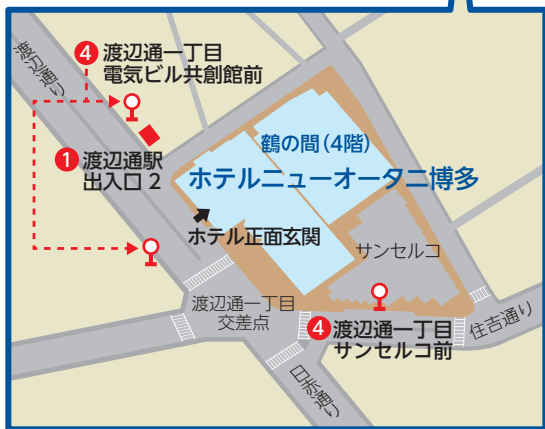 渡辺通り
4 渡辺通一丁目
電気ビル共創館前
1 渡辺通駅
出入口 2
鶴の間(4階)
ホテルニューオータニ博多
ホテル正面玄関
サンセルコ
渡辺通一丁目
交差点
4 渡辺通一丁目
サンセルコ前
住吉通り
日赤通り